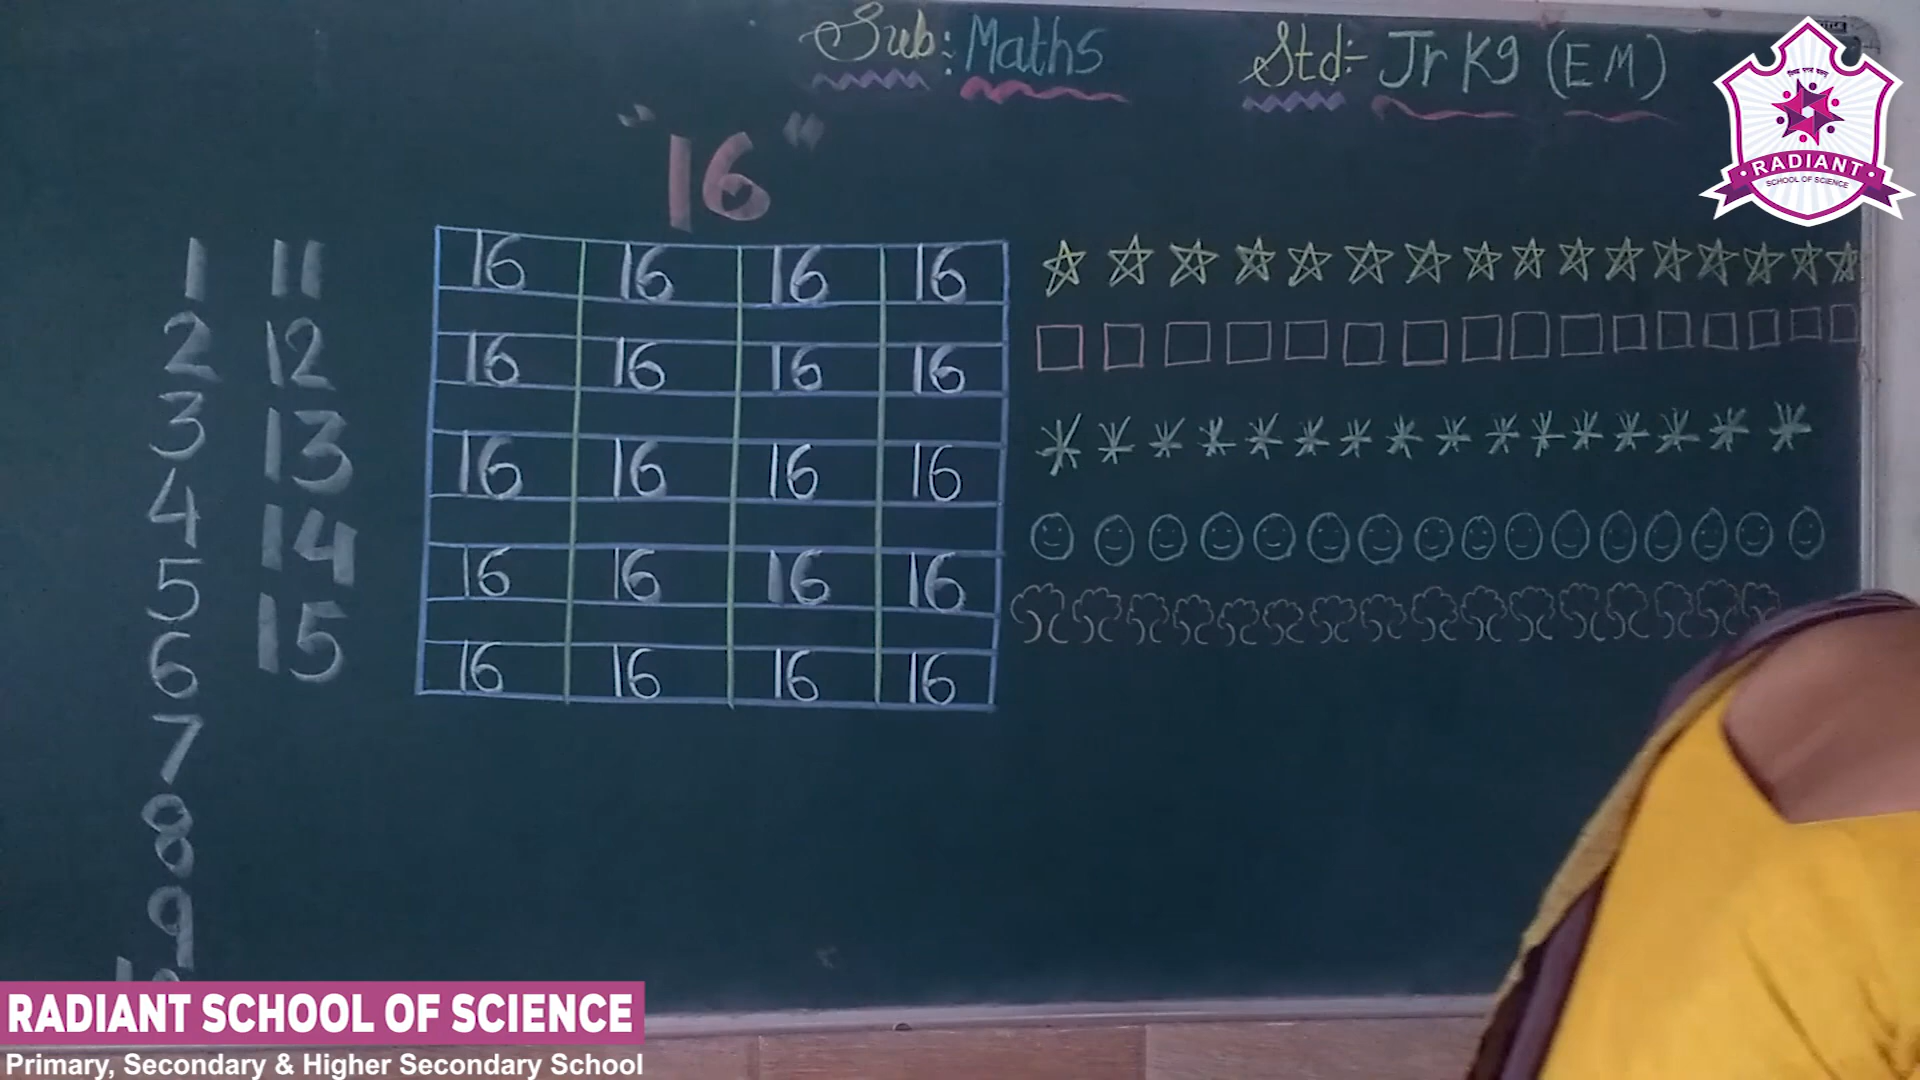 Sub:- Maths Std:- Jr Kg (EM)
"16"
1 11
2 12
3 13
4 14
5 15
6
7
8
9
10
16 16 16 16
16 16 16 16
16 16 16 16
16 16 16 16
16 16 16 16
RADIANT
SCHOOL OF SCIENCE
RADIANT SCHOOL OF SCIENCE
Primary, Secondary & Higher Secondary School